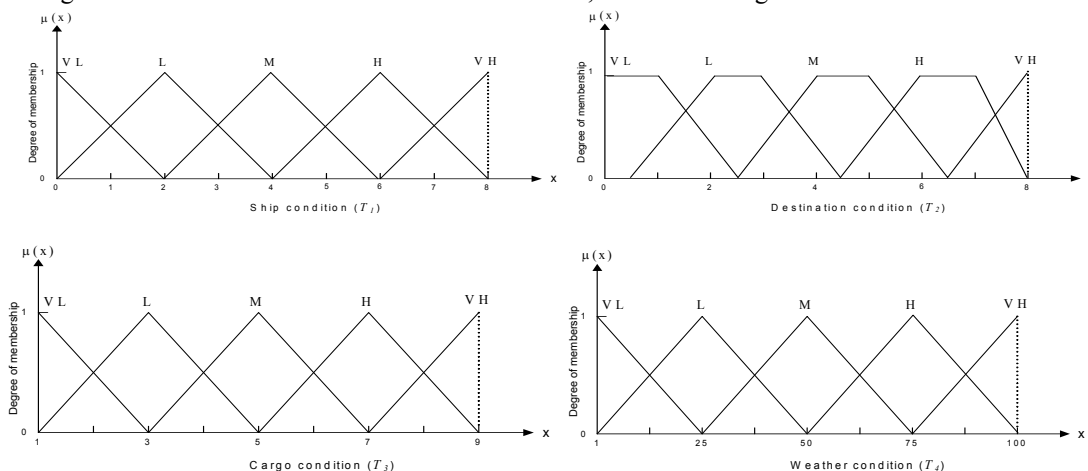 μ(x)
VL L M H VH
Degree of membership
1
0
0 1 2 3 4 5 6 7 8
x
Ship condition (T1)
μ(x)
VL L M H VH
Degree of membership
1
0
0 2 4 6 8
x
Destination condition (T2)
μ(x)
VL L M H VH
Degree of membership
1
0
1 3 5 7 9
x
Cargo condition (T3)
μ(x)
VL L M H VH
Degree of membership
1
0
1 25 50 75 100
x
Weather condition (T4)